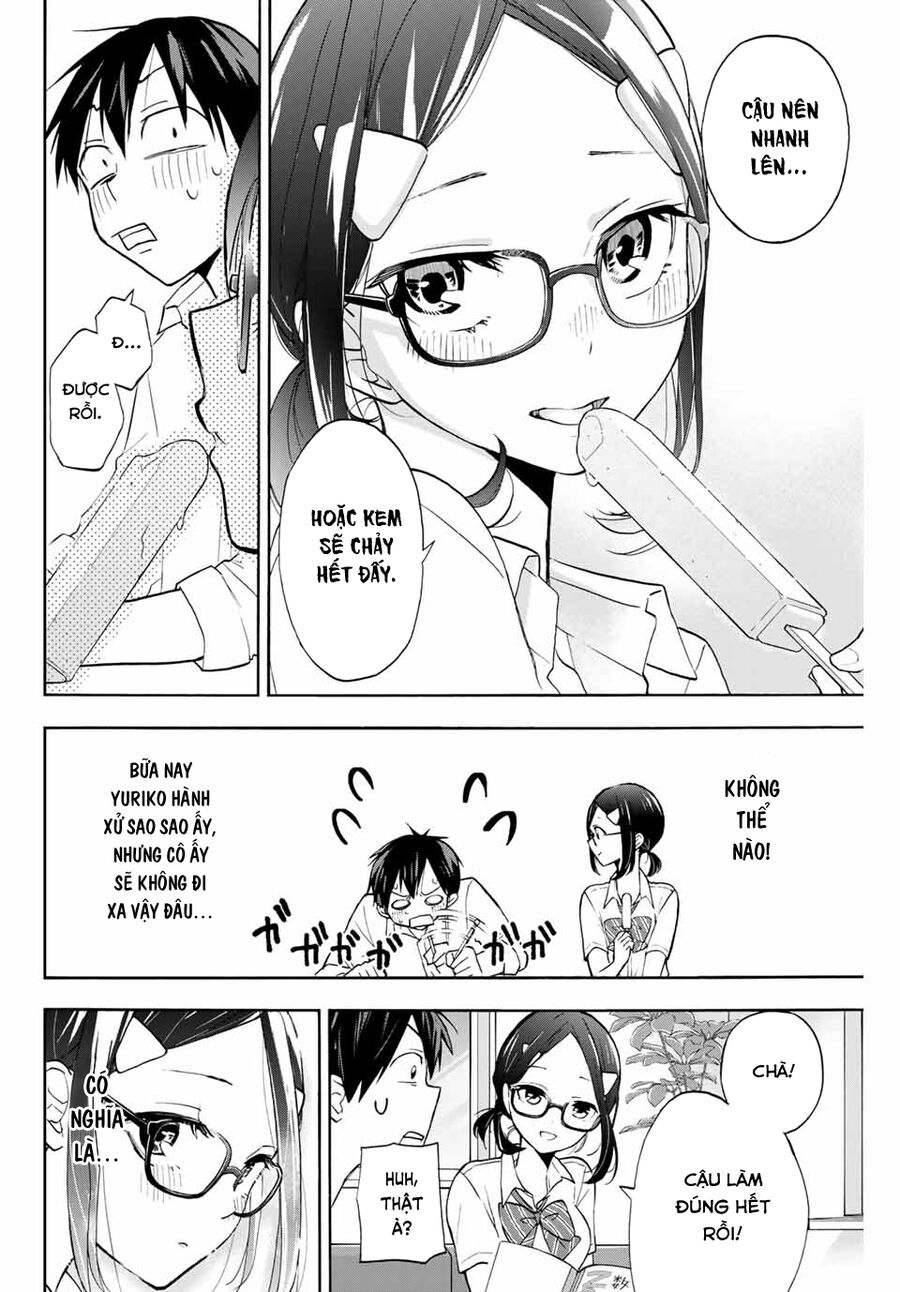 CẬU NÊN
NHANH
LÊN...
HOẶC KEM
SẼ CHẢY
HẾT ĐẤY.
Đ...
ĐƯỢC
RỒI.
KHÔNG
THỂ
NÀO!
BỮA NAY
YURIKO HÀNH
XỬ SAO SAO ẤY,
NHƯNG CÔ ẤY
SẼ KHÔNG ĐI
XA VẬY ĐÂU...
ガガガガ
ガガガ
CHÀ!
CẬU LÀM
ĐÚNG HẾT
RỒI!
HUH,
THẬT
À?
CÓ
NGHĨA
LÀ...
数